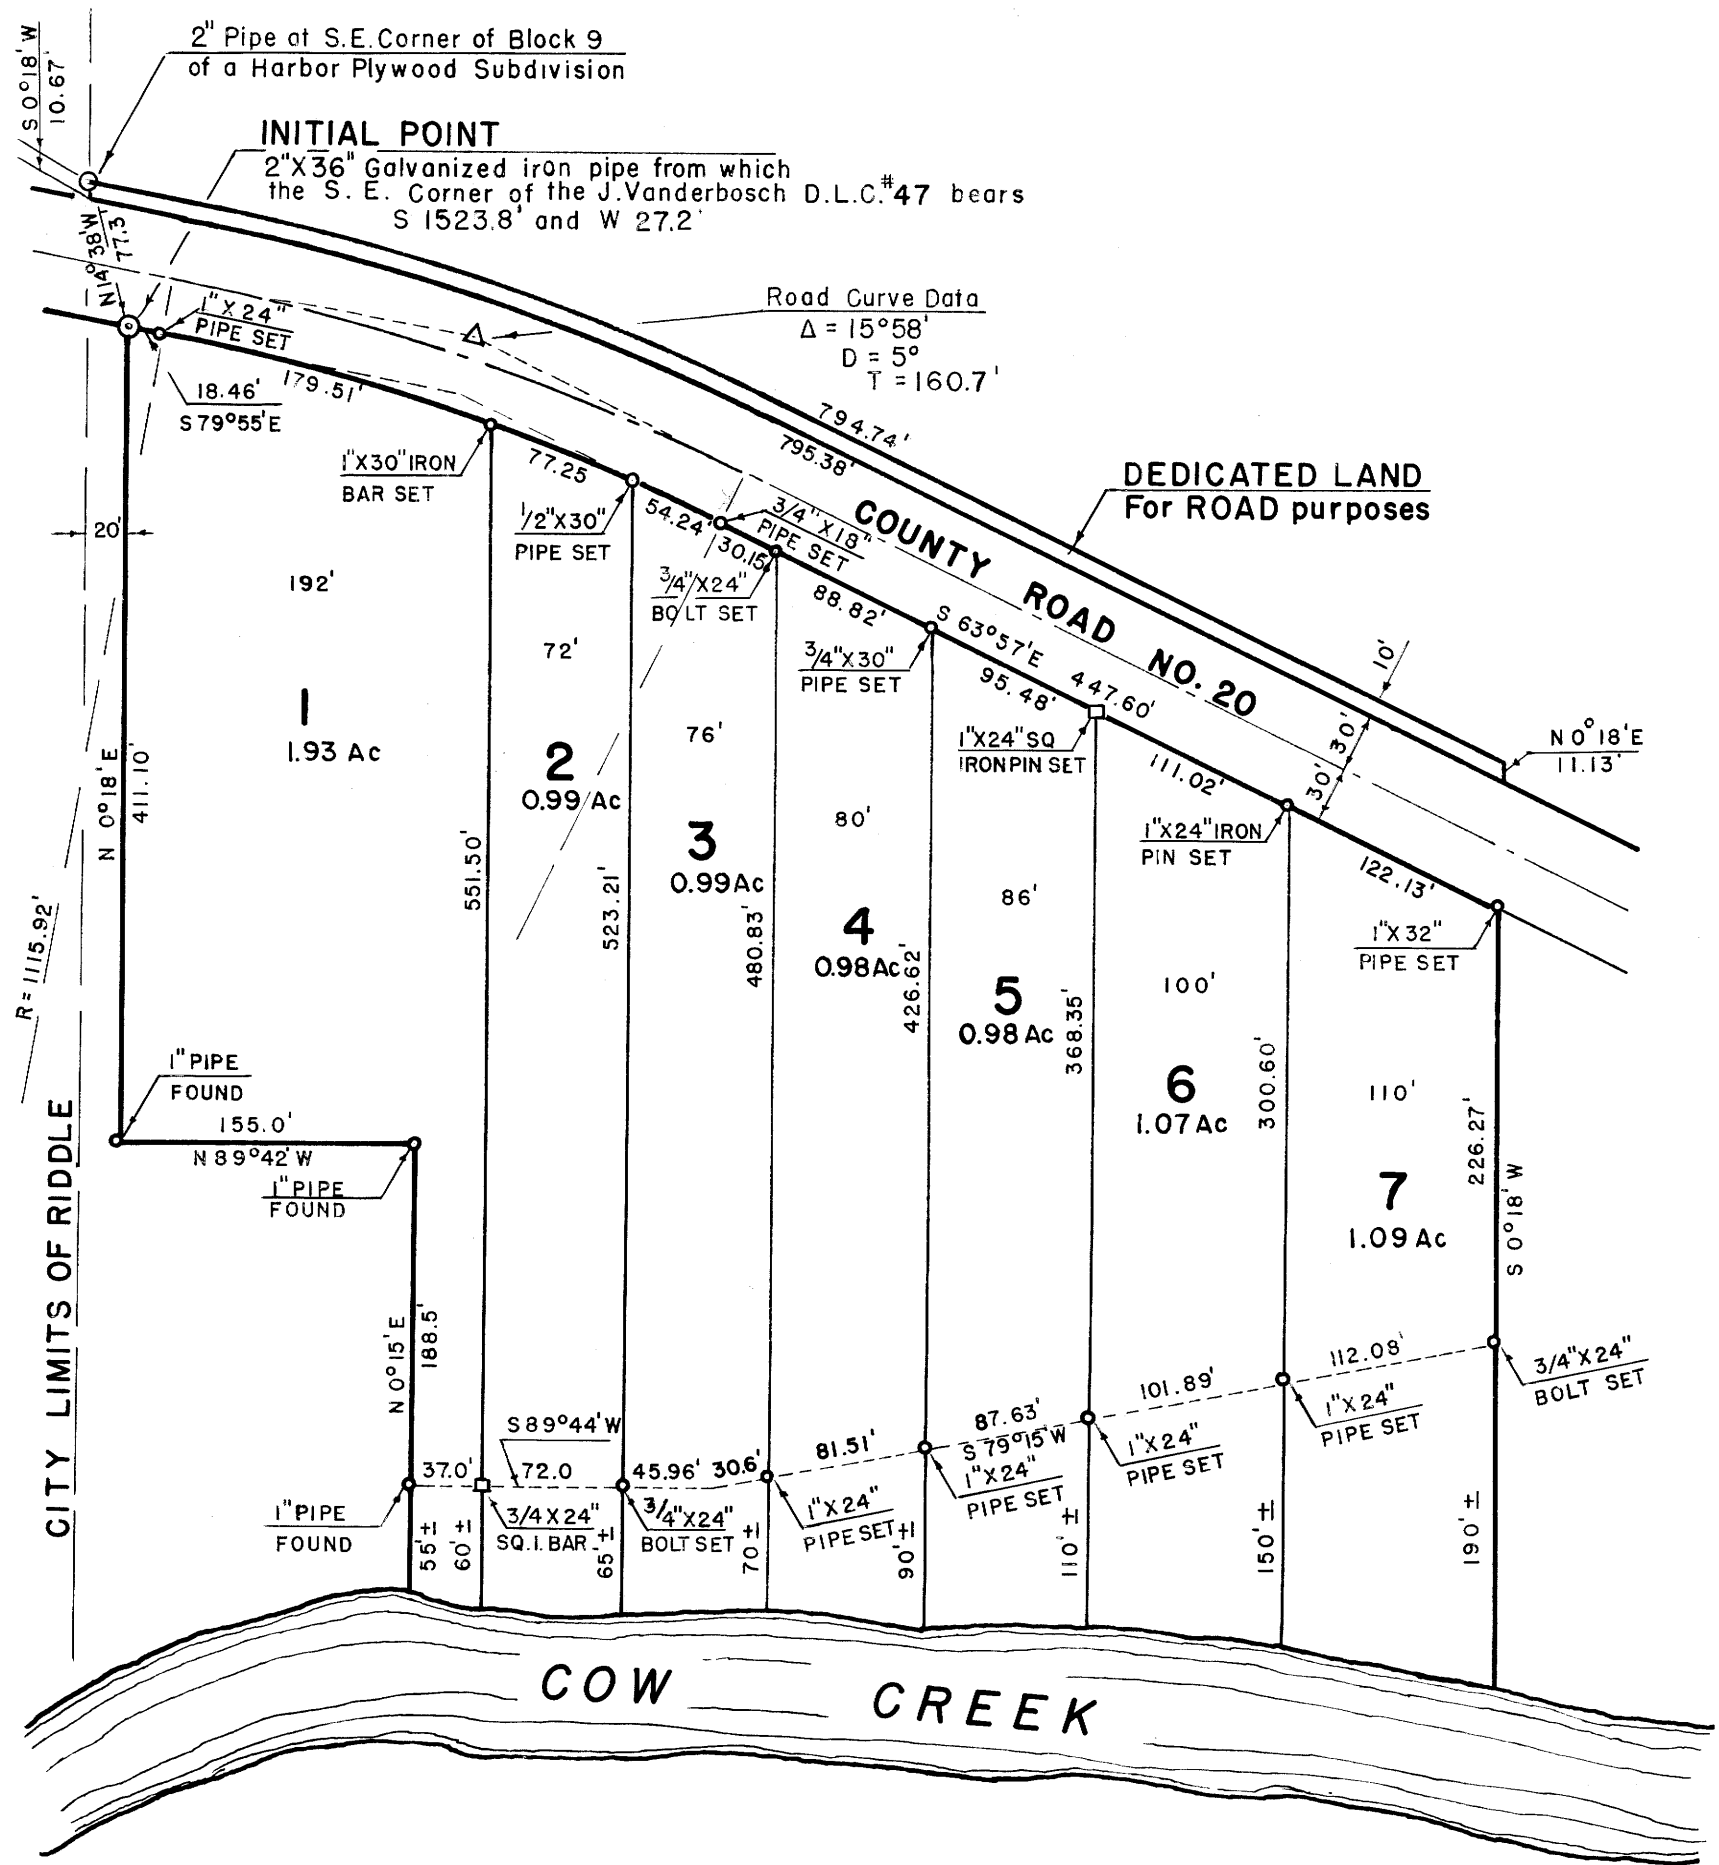 S 0°18' W
10.67'
2" Pipe at S.E. Corner of Block 9
of a Harbor Plywood Subdivision
INITIAL POINT
2"X36" Galvanized iron pipe from which
the S. E. Corner of the J. Vanderbosch D.L.C. #47 bears
S 1523.8' and W 27.2'
N 14° 38' W
77.3'
1" X 24"
PIPE SET
18.46'
S 79°55' E
179.51'
Road Curve Data
Δ = 15°58'
D = 5°
T = 160.7'
794.74'
795.38'
DEDICATED LAND
For ROAD purposes
COUNTY ROAD NO. 20
1"X30" IRON
BAR SET
77.25
1/2"X30"
PIPE SET
54.24'
3/4" X 18"
PIPE SET
30.15
3/4" X24"
BOLT SET
88.82'
S 63°57' E
447.60'
3/4"X30"
PIPE SET
95.48'
1"X24" SQ
IRON PIN SET
111.02'
1"X24" IRON
PIN SET
122.13'
1"X 32"
PIPE SET
10'
30'
30'
N 0° 18' E
11.13'
20'
192'
1
1.93 Ac
N 0°18' E
411.10'
R = 1115.92'
72'
2
0.99 Ac
551.50'
76'
3
0.99 Ac
523.21'
80'
4
0.98 Ac
480.83'
86'
5
0.98 Ac
426.62'
100'
6
1.07 Ac
368.35'
110'
7
1.09 Ac
300.60'
226.27'
S 0°18' W
1" PIPE
FOUND
155.0'
N 89°42' W
1" PIPE
FOUND
N 0°15' E
188.5'
CITY LIMITS OF RIDDLE
S 89°44' W
37.0'
72.0
45.96'
30.6'
81.51'
87.63'
S 79°15' W
101.89'
112.08'
1" PIPE
FOUND
3/4 X 24"
SQ. I. BAR
3/4"X24"
BOLT SET
1"X 24"
PIPE SET
1"X 24"
PIPE SET
1"X 24"
PIPE SET
1"X 24"
PIPE SET
3/4"X 24"
BOLT SET
55' ±
60' ±
65' ±
70' ±
90' ±
110' ±
150' ±
190' ±
COW CREEK